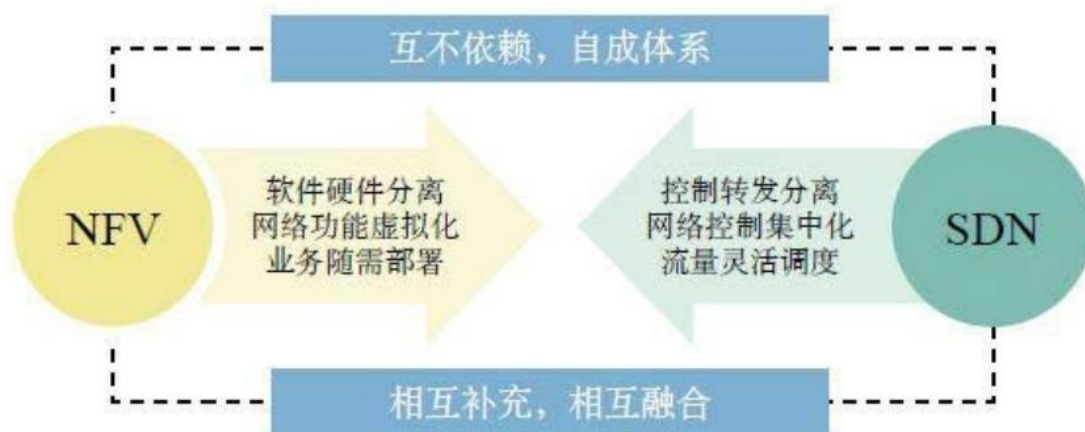 互不依赖，自成体系
NFV
软件硬件分离
网络功能虚拟化
业务随需部署
控制转发分离
网络控制集中化
流量灵活调度
SDN
相互补充，相互融合